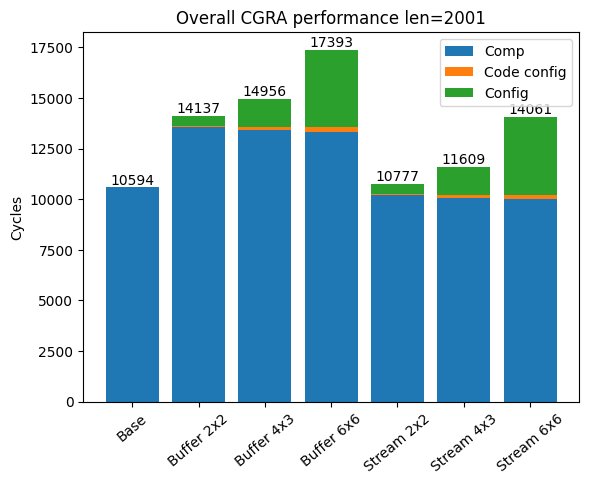 Overall CGRA performance len=2001
Cycles
17500
15000
12500
10000
7500
5000
2500
0
10594
14137
14956
17393
10777
11609
14061
Comp
Code config
Config
Base
Buffer 2x2
Buffer 4x3
Buffer 6x6
Stream 2x2
Stream 4x3
Stream 6x6